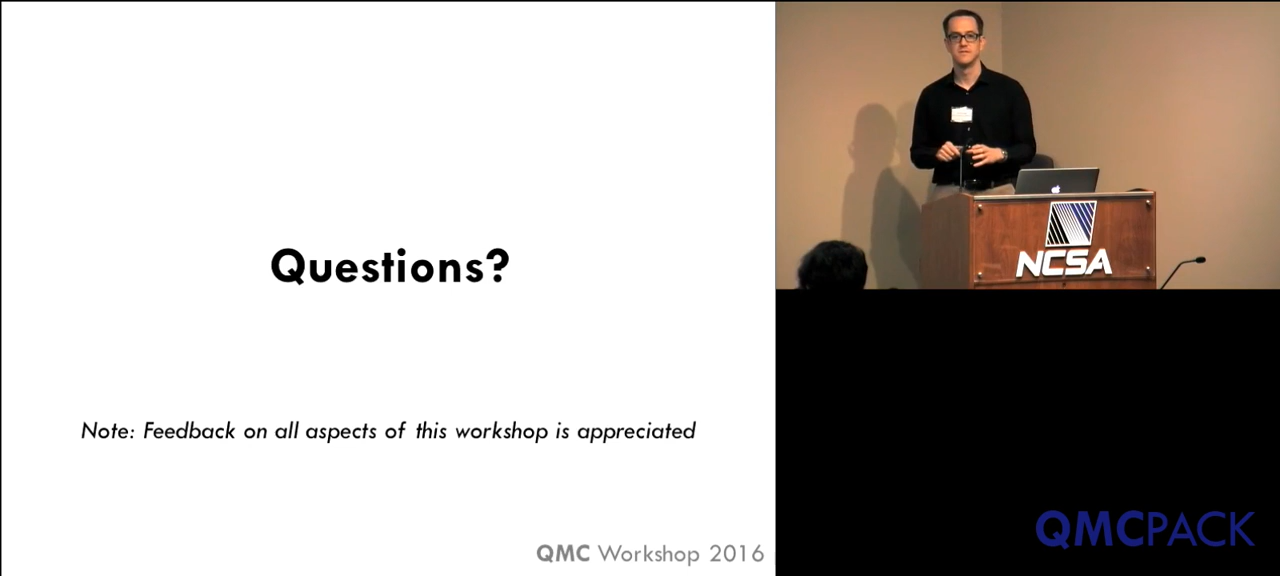 Questions?
Note: Feedback on all aspects of this workshop is appreciated
QMC Workshop 2016
NCSA
QMCPACK